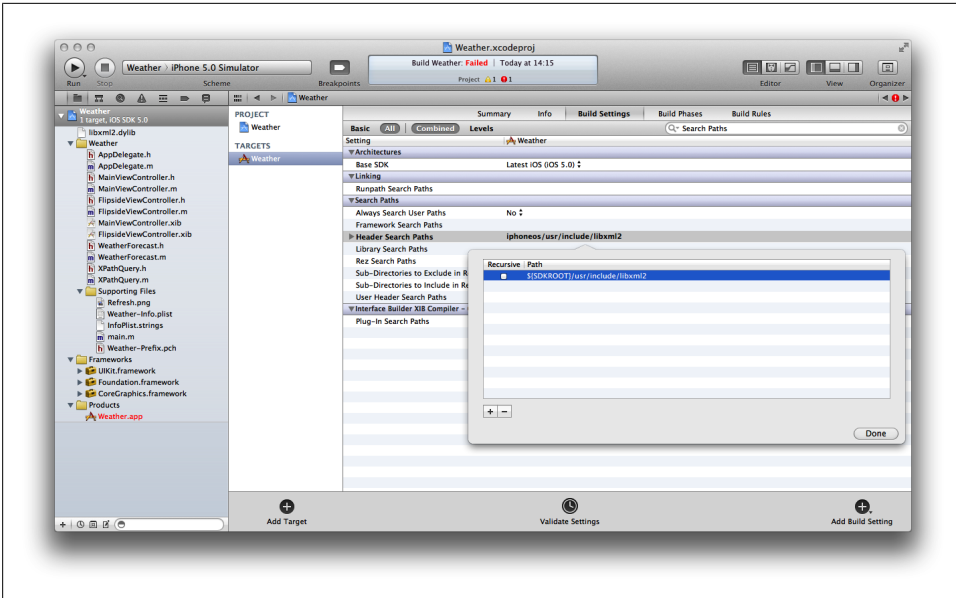 Weather.xcodeproj
Weather iPhone 5.0 Simulator
Build Weather: Failed | Today at 14:15
Project 1 1
Run Stop Scheme Breakpoints Editor View Organizer
Weather
1 target, iOS SDK 5.0
libxml2.dylib
Weather
AppDelegate.h
AppDelegate.m
MainViewController.h
MainViewController.m
FlipsideViewController.h
FlipsideViewController.m
MainViewController.xib
FlipsideViewController.xib
WeatherForecast.h
WeatherForecast.m
XPathQuery.h
XPathQuery.m
Supporting Files
Refresh.png
Weather-Info.plist
InfoPlist.strings
main.m
Weather-Prefix.pch
Frameworks
UIKit.framework
Foundation.framework
CoreGraphics.framework
Products
Weather.app
Weather
PROJECT
Weather
TARGETS
Weather
Summary Info Build Settings Build Phases Build Rules
Basic All Combined Levels
Search Paths
Setting Weather
Architectures
Base SDK Latest iOS (iOS 5.0)
Linking
Runpath Search Paths
Search Paths
Always Search User Paths No
Framework Search Paths
Header Search Paths iphoneos/usr/include/libxml2
Library Search Paths
Rez Search Paths
Sub-Directories to Exclude in R
Sub-Directories to Include in Re
User Header Search Paths
Interface Builder XIB Compiler -
Plug-In Search Paths
Recursive Path
${SDKROOT}/usr/include/libxml2
+ −
Done
Add Target
Validate Settings
Add Build Setting